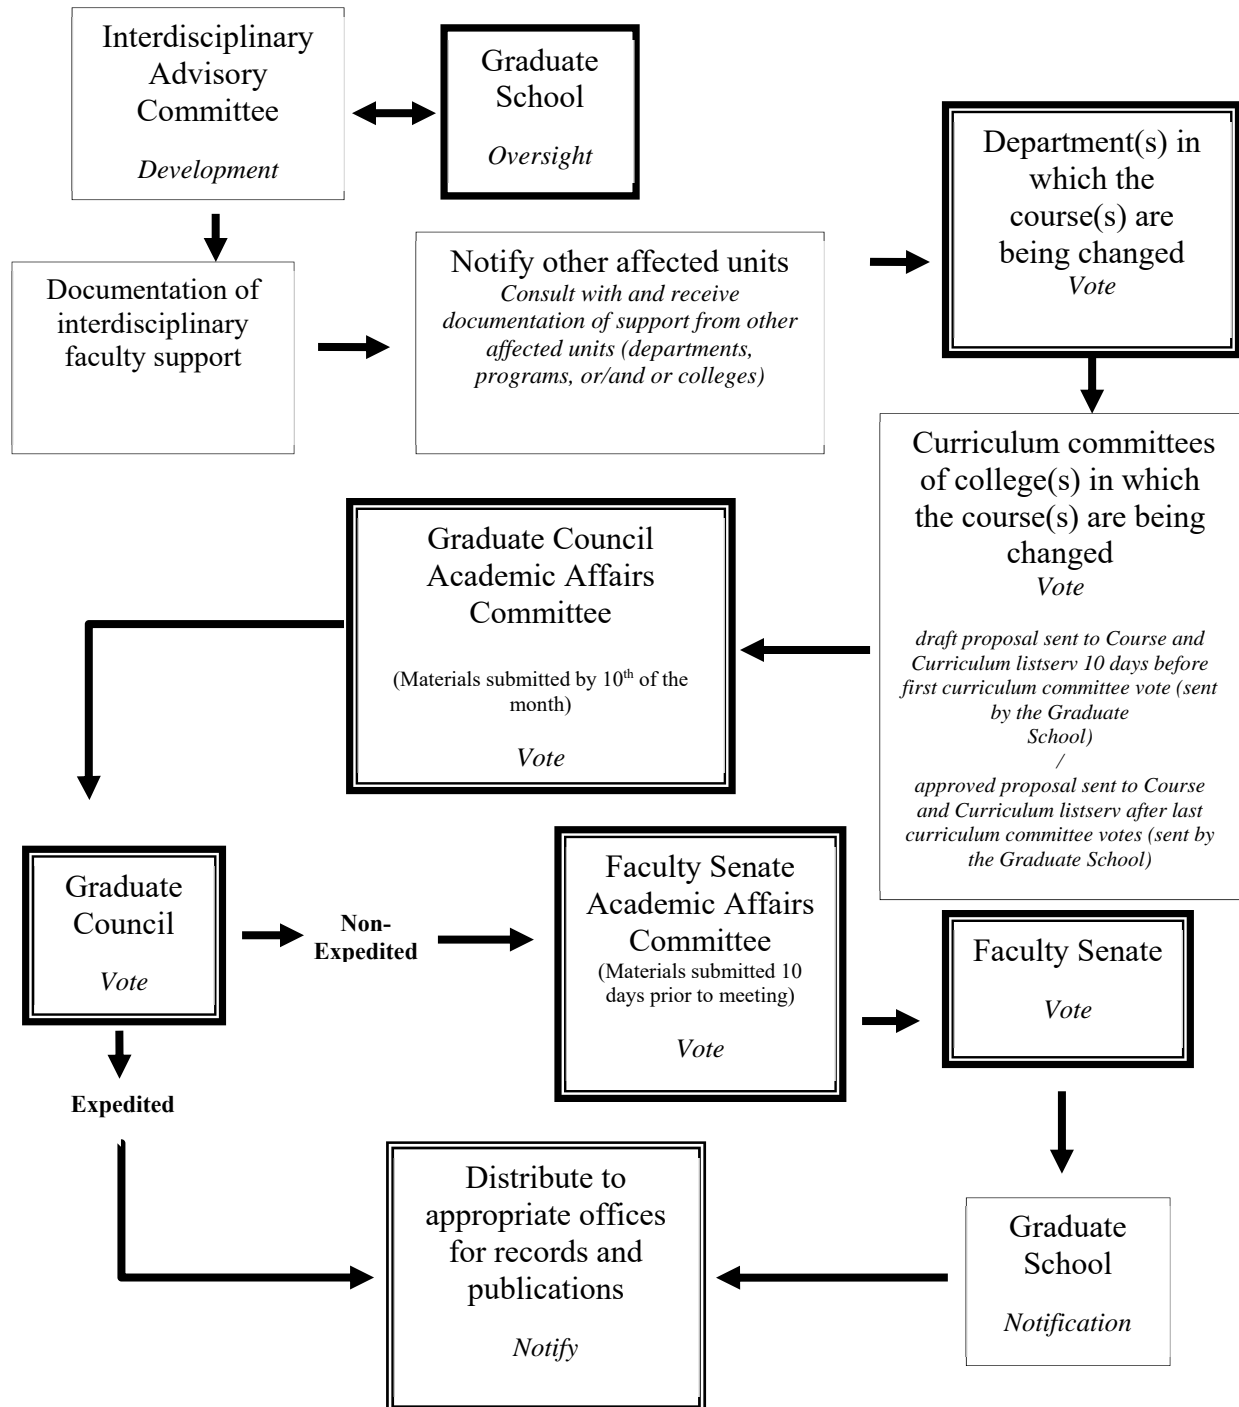 Interdisciplinary
Advisory
Committee
Development
Graduate
School
Oversight
Department(s) in
which the
course(s) are
being changed
Vote
Documentation of
interdisciplinary
faculty support
Notify other affected units
Consult with and receive
documentation of support from other
affected units (departments,
programs, or/and or colleges)
Curriculum committees
of college(s) in which
the course(s) are being
changed
Vote
draft proposal sent to Course and
Curriculum listserv 10 days before
first curriculum committee vote (sent
by the Graduate
School)
/
approved proposal sent to Course
and Curriculum listserv after last
curriculum committee votes (sent by
the Graduate School)
Graduate Council
Academic Affairs
Committee
(Materials submitted by 10th of the
month)
Vote
Graduate
Council
Vote
Non-
Expedited
Faculty Senate
Academic Affairs
Committee
(Materials submitted 10
days prior to meeting)
Vote
Faculty Senate
Vote
Expedited
Distribute to
appropriate offices
for records and
publications
Notify
Graduate
School
Notification